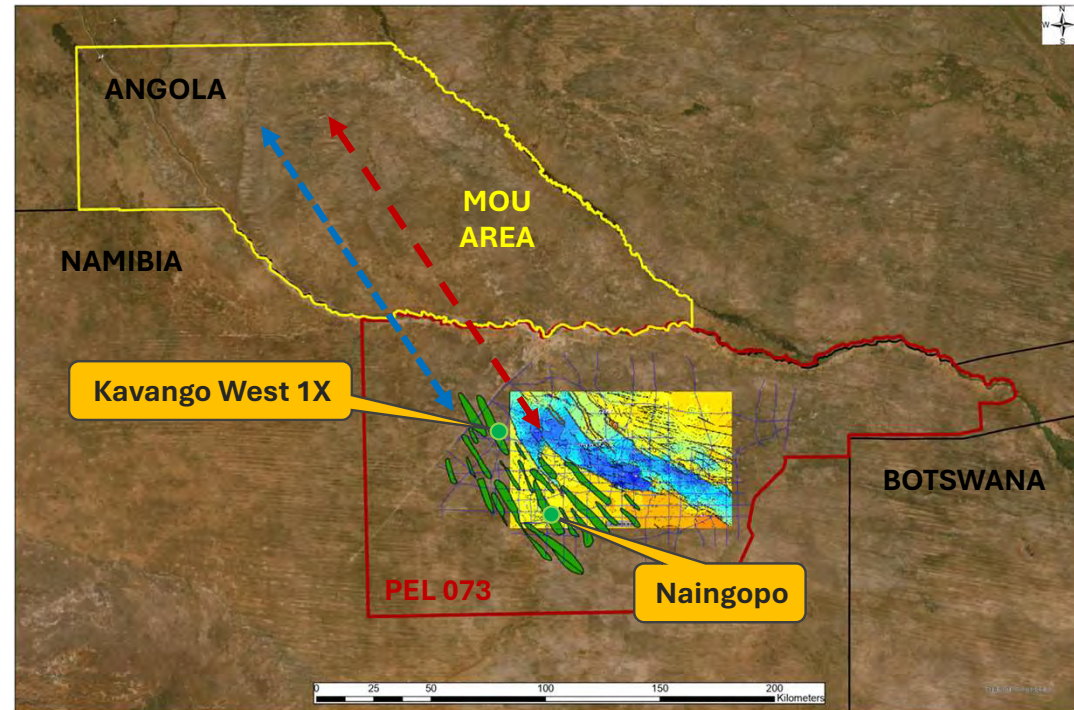 N
W
S
ANGOLA
MOU
AREA
NAMIBIA
Kavango West 1X
BOTSWANA
PEL 073
Naingopo
0 25 50 100 150 200
Kilometers